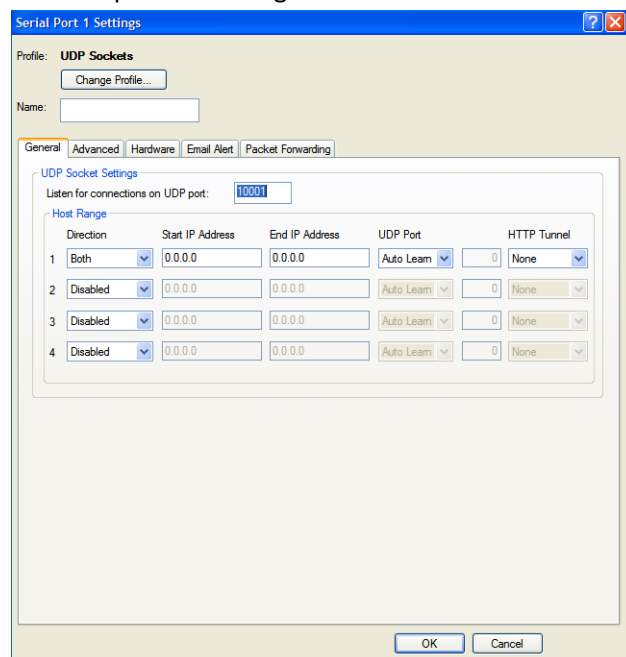 Serial Port 1 Settings
Profile: UDP Sockets
Change Profile...
Name:
General Advanced Hardware Email Alert Packet Forwarding
UDP Socket Settings
Listen for connections on UDP port: 10001
Host Range
Direction Start IP Address End IP Address UDP Port HTTP Tunnel
1 Both 0.0.0.0 0.0.0.0 Auto Learn 0 None
2 Disabled 0.0.0.0 0.0.0.0 Auto Learn 0 None
3 Disabled 0.0.0.0 0.0.0.0 Auto Learn 0 None
4 Disabled 0.0.0.0 0.0.0.0 Auto Learn 0 None
OK Cancel